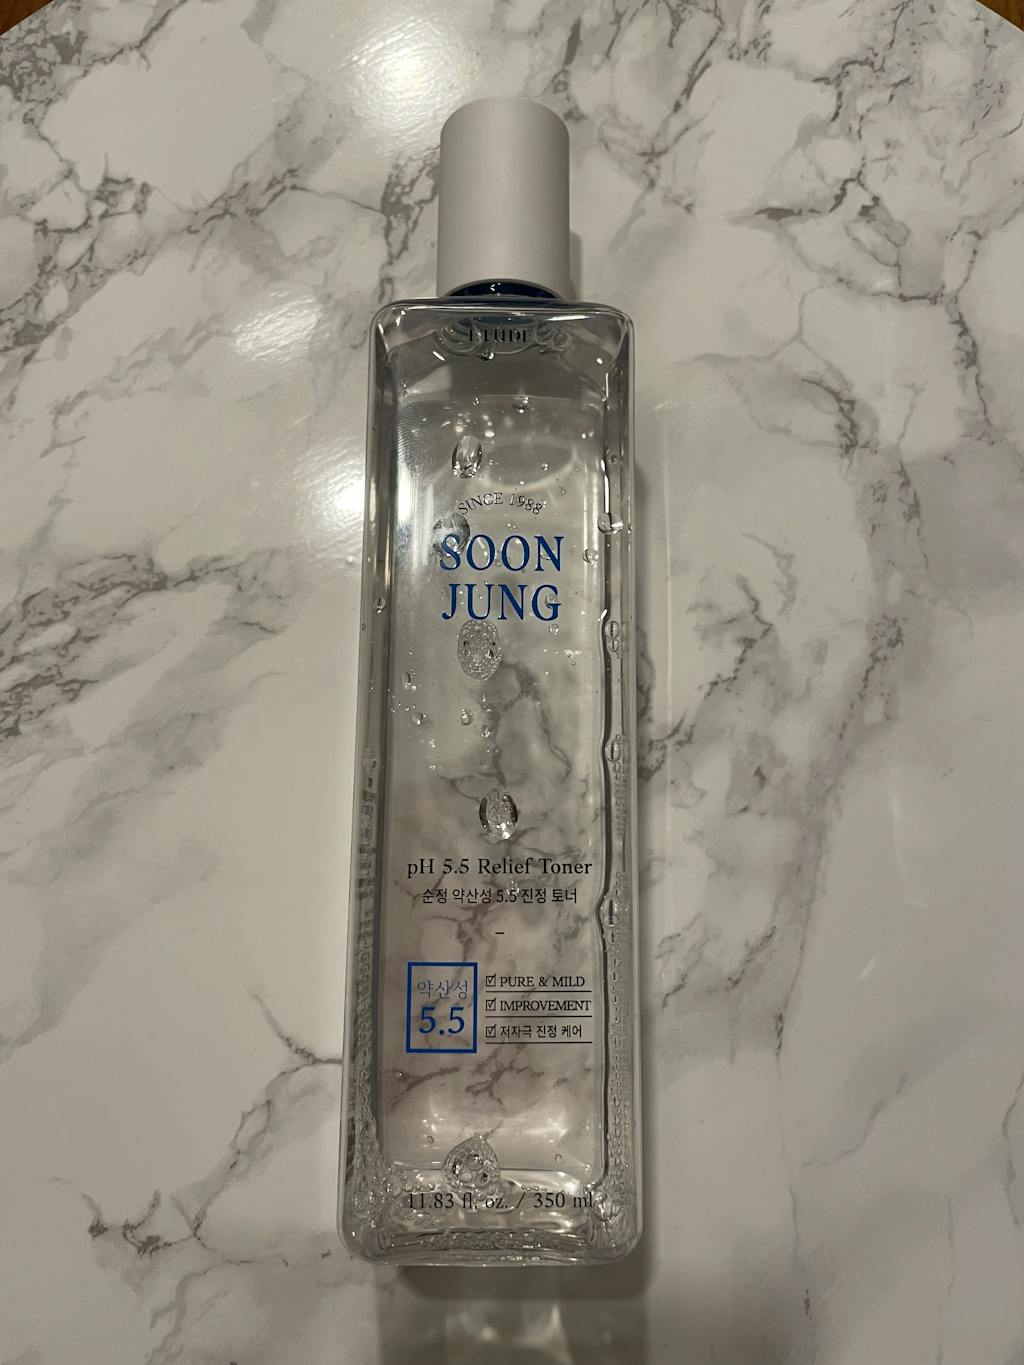 ETUDE
SINCE 1988
SOON
JUNG
pH 5.5 Relief Toner
순정 약산성 5.5 진정 토너
약산성
5.5
☑ PURE & MILD
☑ IMPROVEMENT
☑ 저자극 진정 케어
11.83 fl. oz. / 350 ml